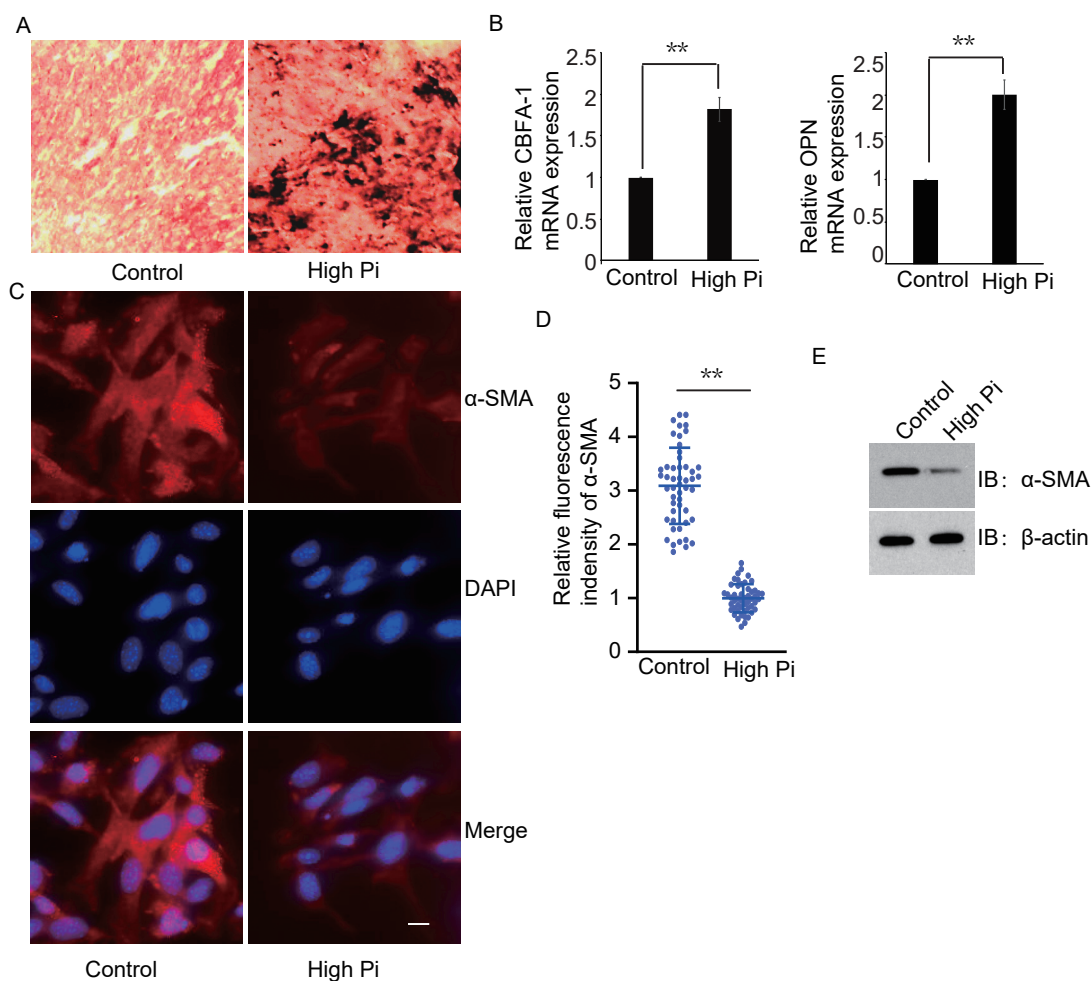 A
Control
High Pi
B
Relative CBFA-1
mRNA expression
2.5
2
1.5
1
0.5
0
**
Control
High Pi
Relative OPN
mRNA expression
2.5
2
1.5
1
0.5
0
**
Control
High Pi
C
α-SMA
DAPI
Merge
Control
High Pi
D
Relative fluorescence
indensity of α-SMA
5
4
3
2
1
0
**
Control
High Pi
E
Control
High Pi
IB: α-SMA
IB: β-actin